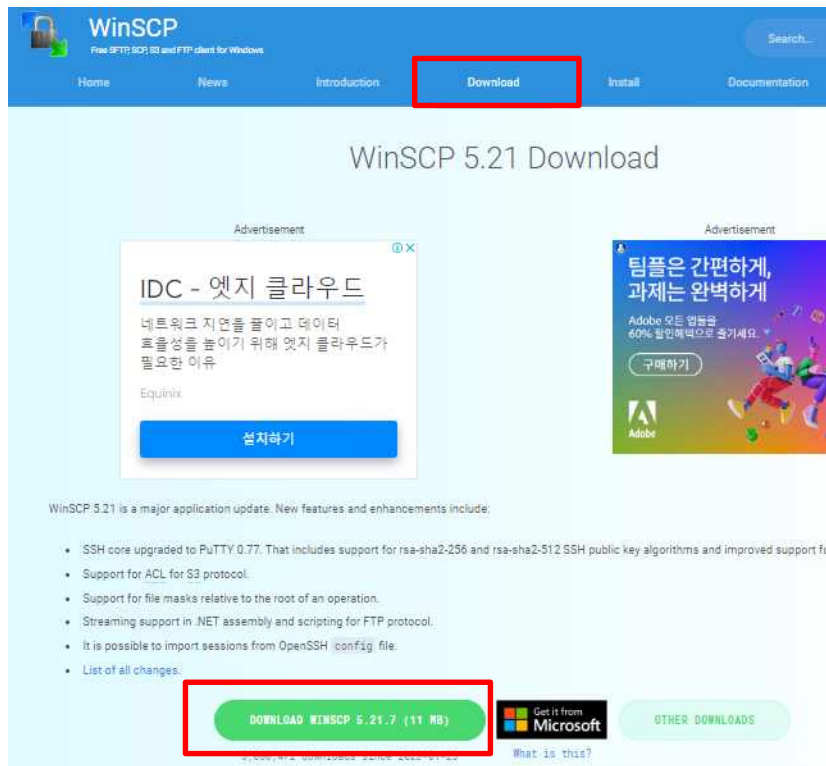 WinSCP
Free SFTP, SCP, S3 and FTP client for Windows
Search...
Home
News
Introduction
Download
Install
Documentation
WinSCP 5.21 Download
Advertisement
IDC - 엣지 클라우드
네트워크 지연을 줄이고 데이터
효율성을 높이기 위해 엣지 클라우드가
필요한 이유
Equinix
설치하기
Advertisement
팀플은 간편하게,
과제는 완벽하게
Adobe 모든 앱들을
60% 할인혜택으로 즐기세요.
구매하기
Adobe
WinSCP 5.21 is a major application update. New features and enhancements include:
• SSH core upgraded to PuTTY 0.77. That includes support for rsa-sha2-256 and rsa-sha2-512 SSH public key algorithms and improved support fo
• Support for ACL for S3 protocol.
• Support for file masks relative to the root of an operation.
• Streaming support in .NET assembly and scripting for FTP protocol.
• It is possible to import sessions from OpenSSH config file.
• List of all changes.
DOWNLOAD WINSCP 5.21.7 (11 MB)
Get it from
Microsoft
OTHER DOWNLOADS
downloads since
What is this?